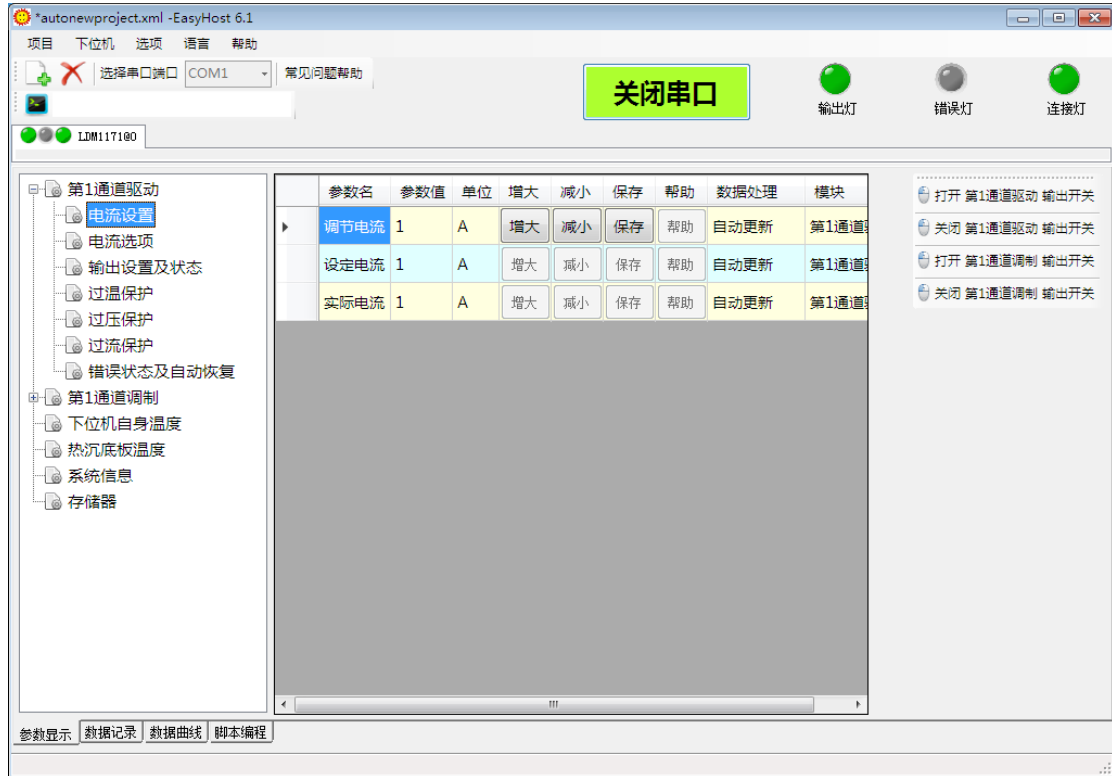 *autonewproject.xml -EasyHost 6.1
项目 下位机 选项 语言 帮助
选择串口端口 COM1 常见问题帮助
关闭串口
输出灯 错误灯 连接灯
LDM1171@0
第1通道驱动
电流设置
电流选项
输出设置及状态
过温保护
过压保护
过流保护
错误状态及自动恢复
第1通道调制
下位机自身温度
热沉底板温度
系统信息
存储器
参数名 参数值 单位 增大 减小 保存 帮助 数据处理 模块
调节电流 1 A 增大 减小 保存 帮助 自动更新 第1通道
设定电流 1 A 增大 减小 保存 帮助 自动更新 第1通道
实际电流 1 A 增大 减小 保存 帮助 自动更新 第1通道
打开 第1通道驱动 输出开关
关闭 第1通道驱动 输出开关
打开 第1通道调制 输出开关
关闭 第1通道调制 输出开关
参数显示 数据记录 数据曲线 脚本编程